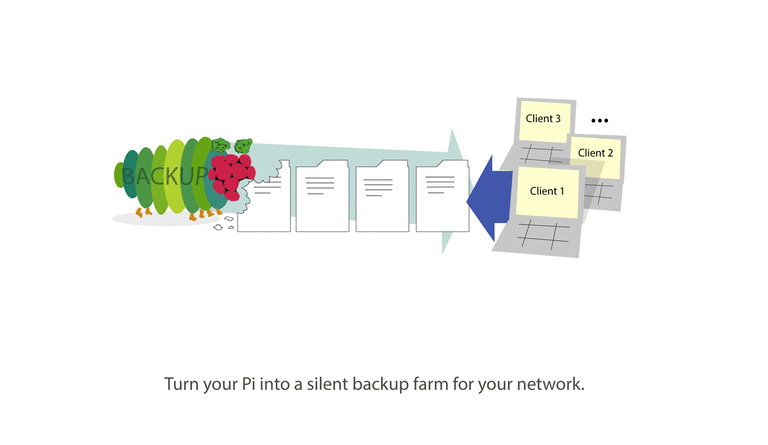 BACKUP
Client 3
...
Client 2
Client 1
Turn your Pi into a silent backup farm for your network.